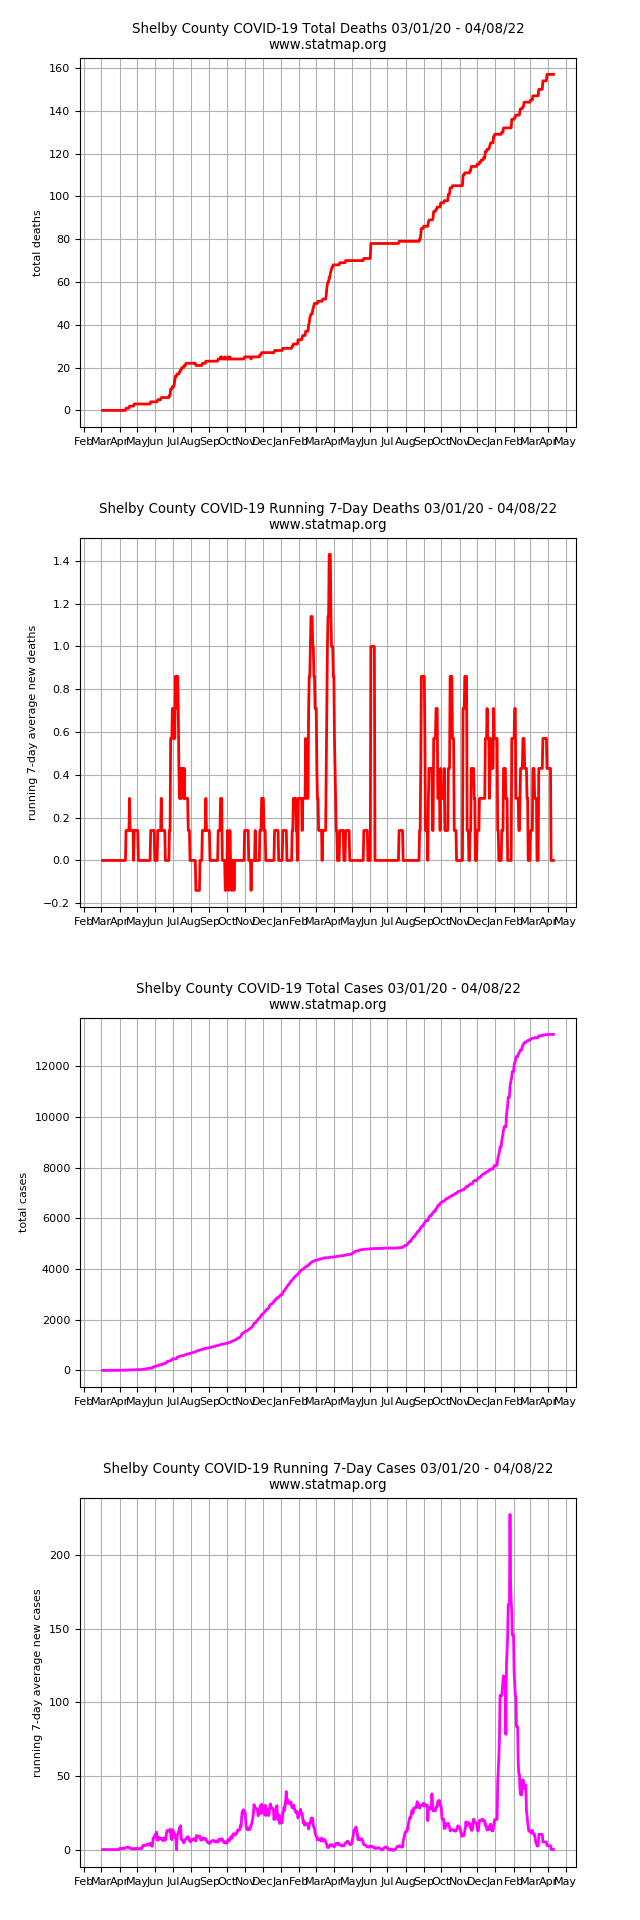 Shelby County COVID-19 Total Deaths 03/01/20 - 04/08/22
www.statmap.org
160
140
120
100
80
60
40
20
0
total deaths
Feb Mar Apr May Jun Jul Aug Sep Oct Nov Dec Jan Feb Mar Apr May Jun Jul Aug Sep Oct Nov Dec Jan Feb Mar Apr May
Shelby County COVID-19 Running 7-Day Deaths 03/01/20 - 04/08/22
www.statmap.org
1.4
1.2
1.0
0.8
0.6
0.4
0.2
0.0
−0.2
running 7-day average new deaths
Feb Mar Apr May Jun Jul Aug Sep Oct Nov Dec Jan Feb Mar Apr May Jun Jul Aug Sep Oct Nov Dec Jan Feb Mar Apr May
Shelby County COVID-19 Total Cases 03/01/20 - 04/08/22
www.statmap.org
12000
10000
8000
6000
4000
2000
0
total cases
Feb Mar Apr May Jun Jul Aug Sep Oct Nov Dec Jan Feb Mar Apr May Jun Jul Aug Sep Oct Nov Dec Jan Feb Mar Apr May
Shelby County COVID-19 Running 7-Day Cases 03/01/20 - 04/08/22
www.statmap.org
200
150
100
50
0
running 7-day average new cases
Feb Mar Apr May Jun Jul Aug Sep Oct Nov Dec Jan Feb Mar Apr May Jun Jul Aug Sep Oct Nov Dec Jan Feb Mar Apr May